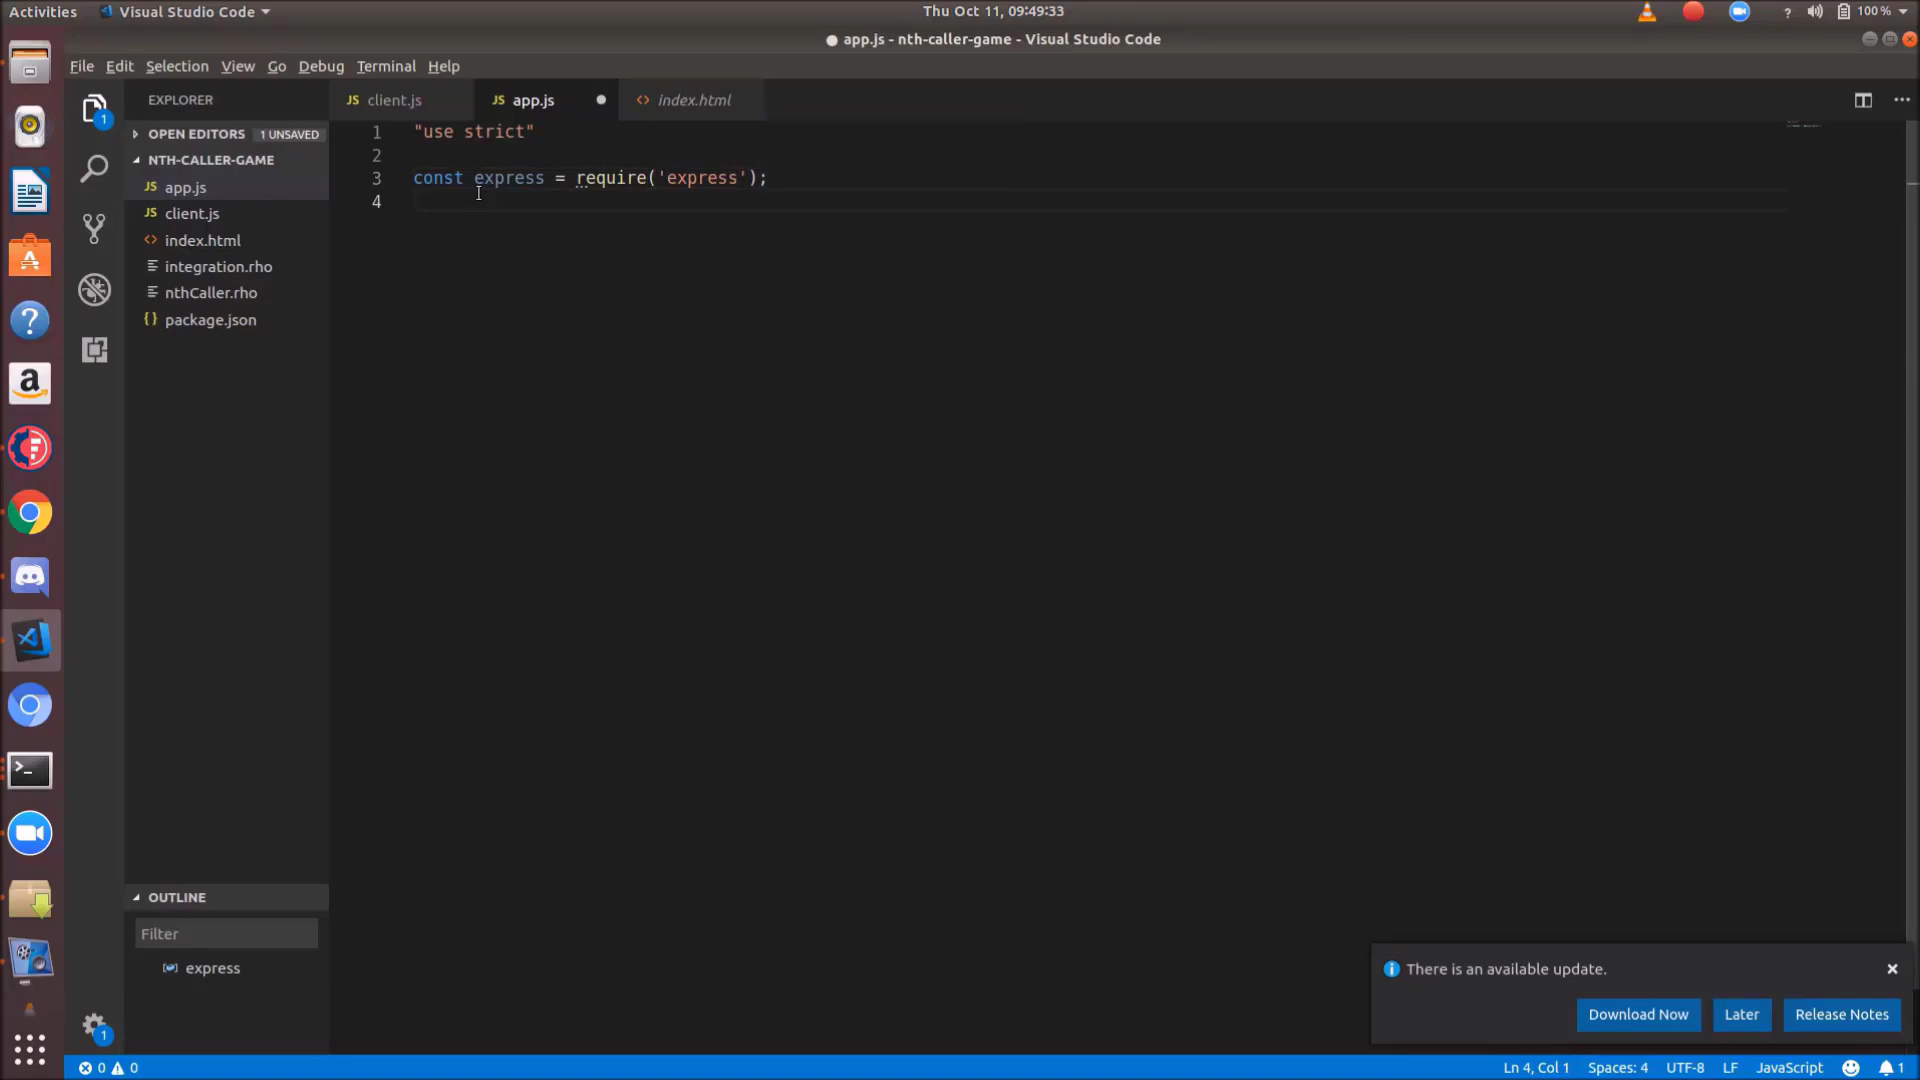 Activities
Visual Studio Code
Thu Oct 11, 09:49:33
?
100 %
● app.js - nth-caller-game - Visual Studio Code
File Edit Selection View Go Debug Terminal Help
EXPLORER
JS client.js
JS app.js
<> index.html
OPEN EDITORS 1 UNSAVED
NTH-CALLER-GAME
JS app.js
JS client.js
<> index.html
integration.rho
nthCaller.rho
{} package.json
1 "use strict"
2
3 const express = require('express');
4
1
OUTLINE
Filter
express
1
There is an available update.
Download Now
Later
Release Notes
0 0
Ln 4, Col 1
Spaces: 4
UTF-8
LF
JavaScript
1